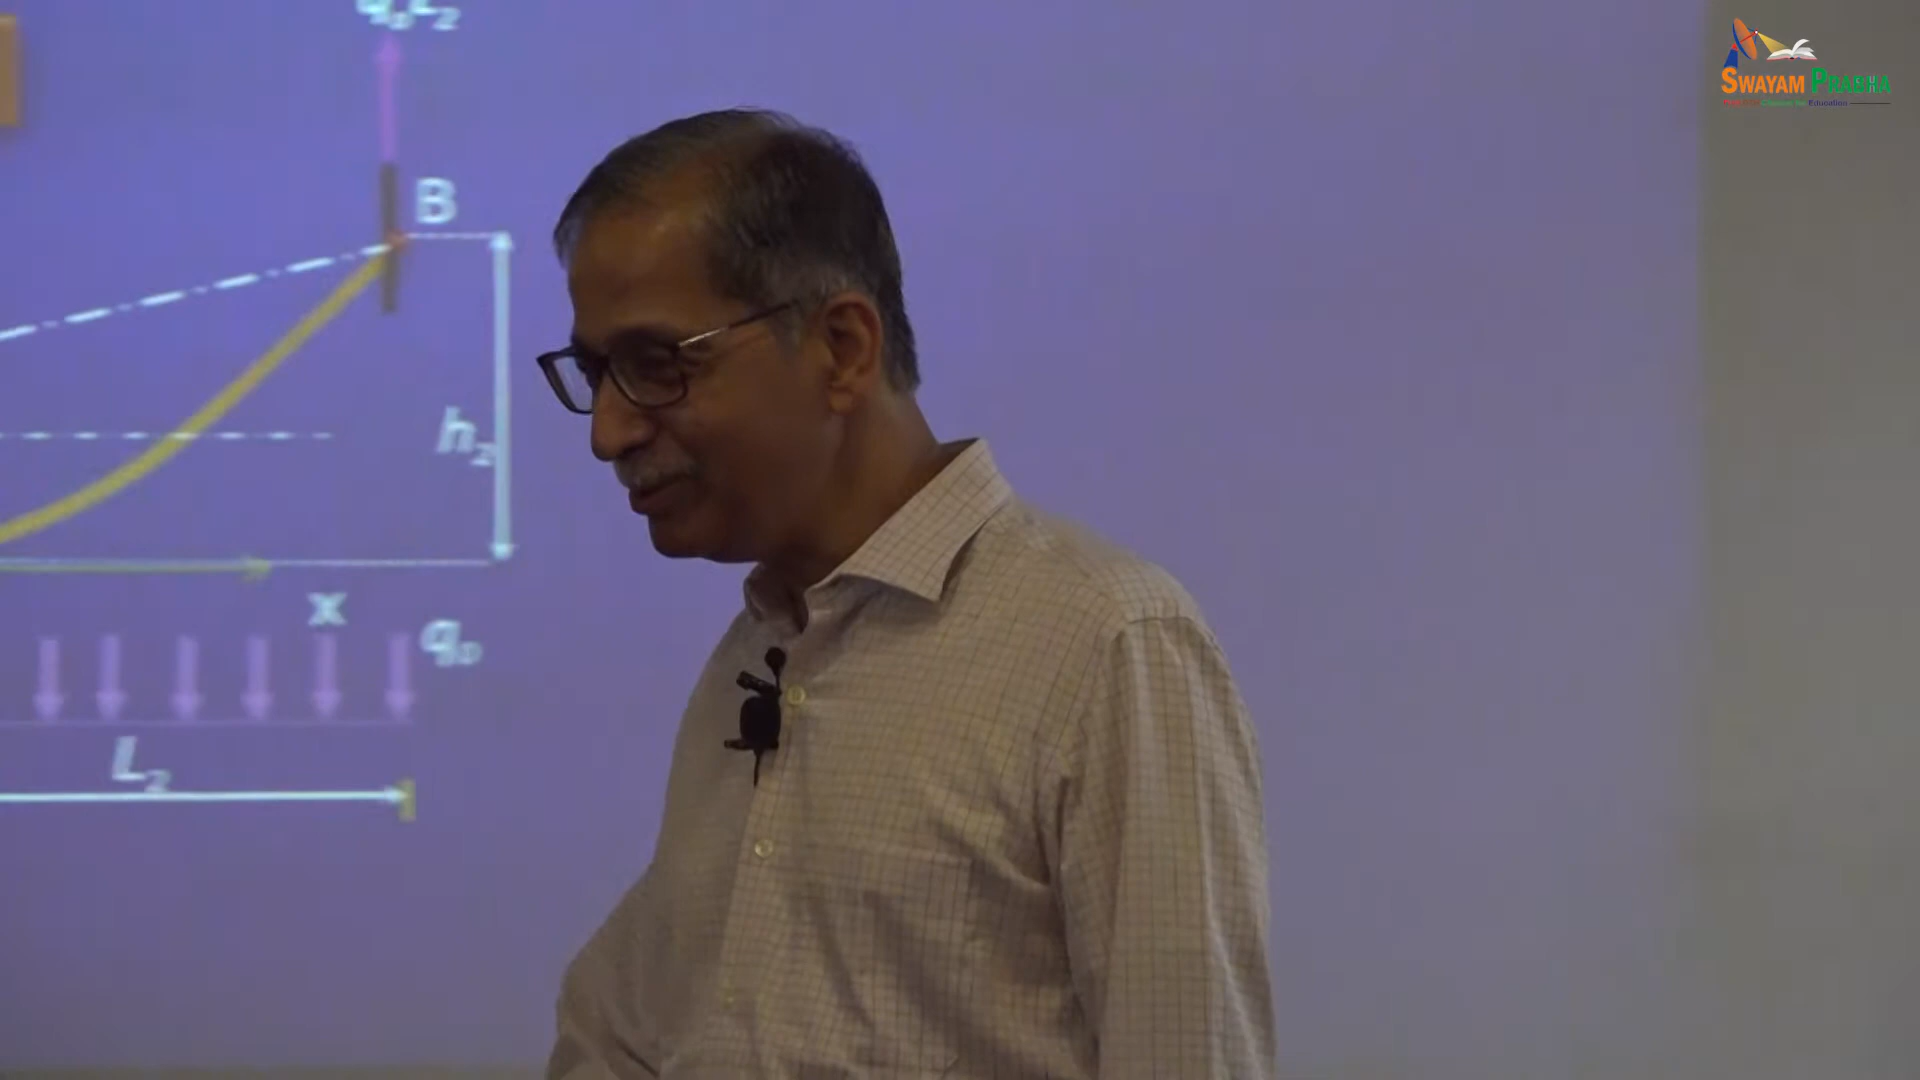 SWAYAM PRABHA
q₀L₂
B
h₂
x
q₀
L₂